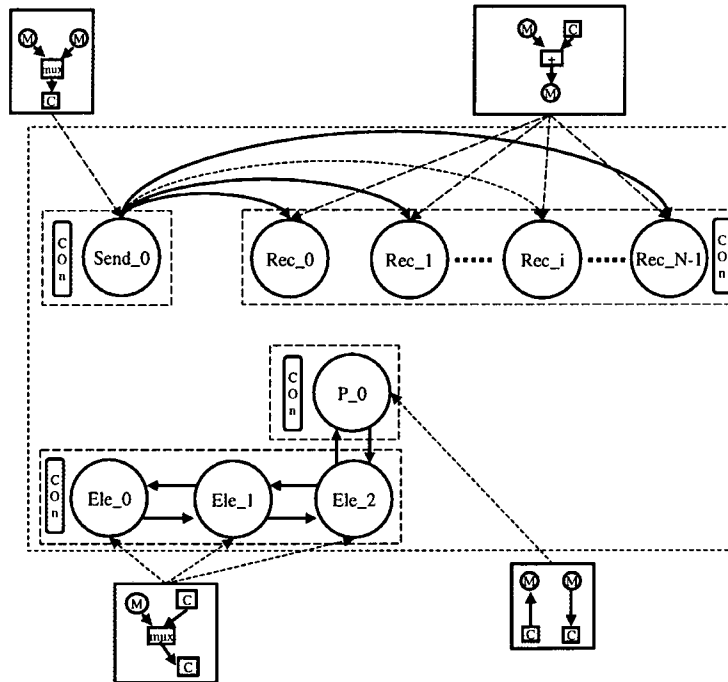 M M
mux
C
M C
+
M
C
O
n
Send_0
Rec_0
Rec_1
Rec_i
Rec_N-1
C
O
n
C
O
n
P_0
C
O
n
Ele_0
Ele_1
Ele_2
M C
mux
C
M M
C C